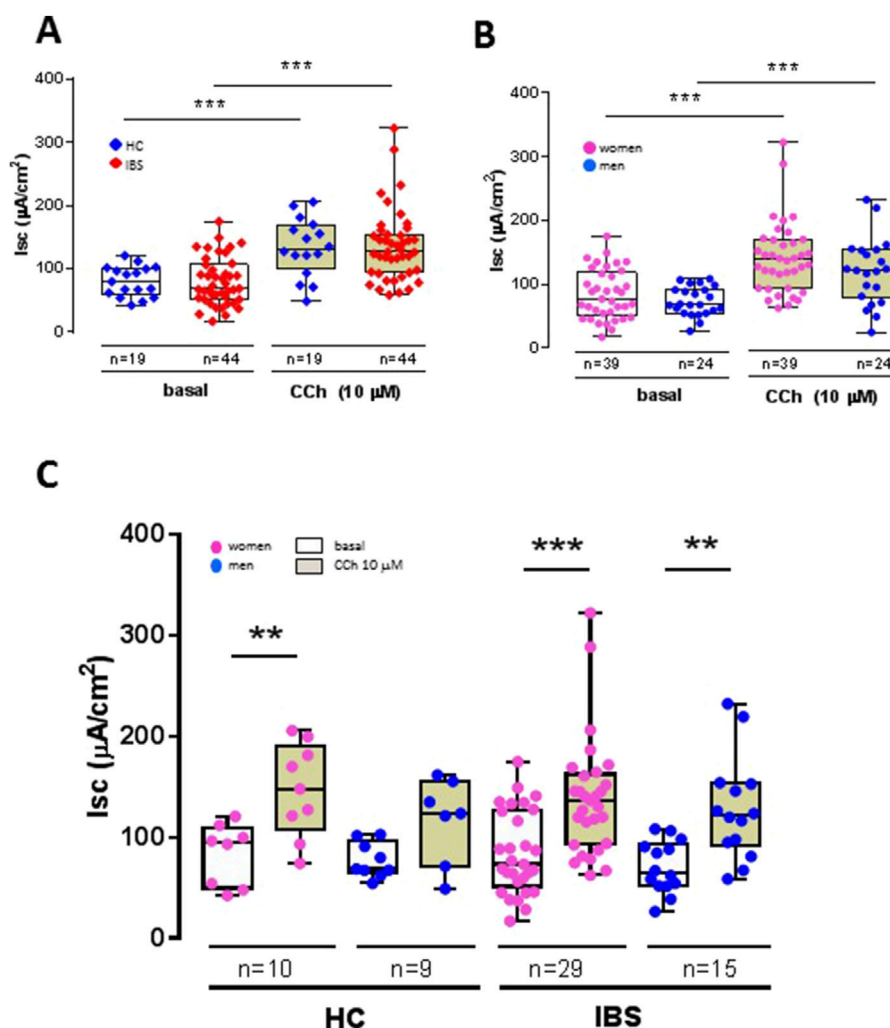 A
400
300
200
100
0
Isc (µA/cm²)
HC
IBS
***
***
n=19
n=44
n=19
n=44
basal
CCh (10 µM)
B
400
300
200
100
0
Isc (µA/cm²)
women
men
***
***
n=39
n=24
n=39
n=24
basal
CCh (10 µM)
C
400
300
200
100
0
Isc (µA/cm²)
women
men
basal
CCh 10 µM
**
***
**
n=10
n=9
n=29
n=15
HC
IBS